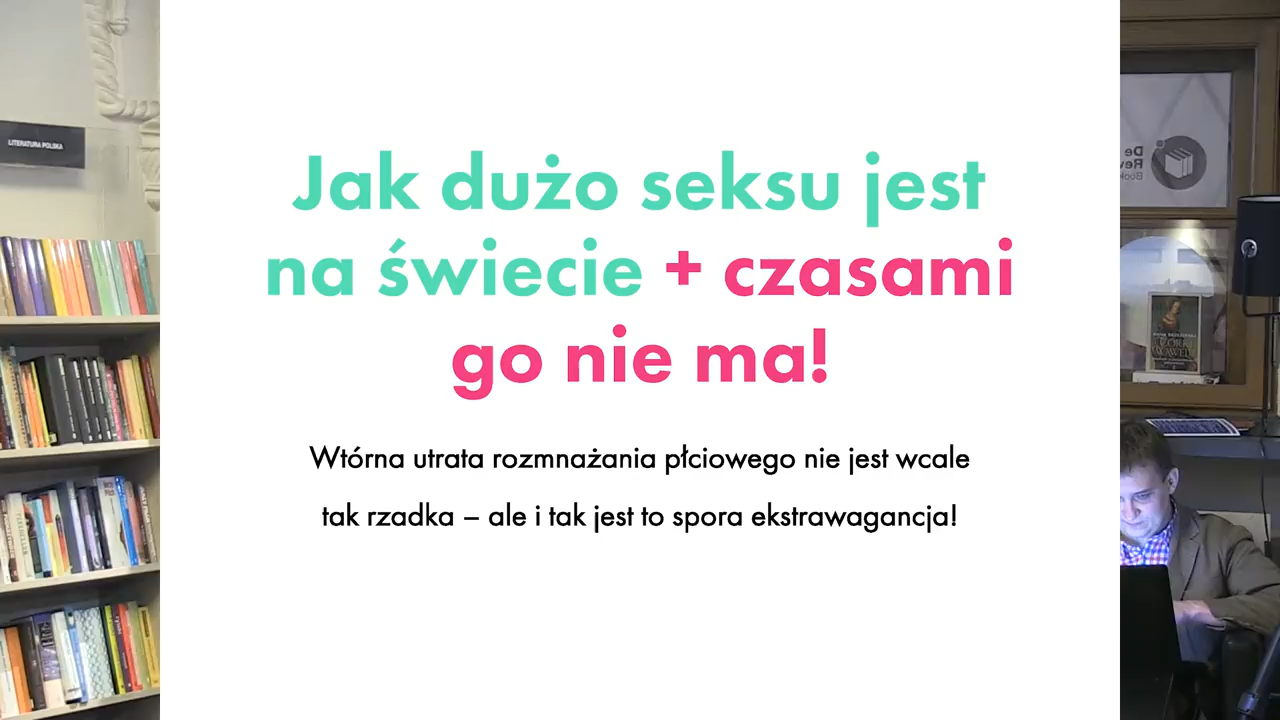 LITERATURA POLSKA
Jak dużo seksu jest
na świecie + czasami
go nie ma!
Wtórna utrata rozmnażania płciowego nie jest wcale
tak rzadka – ale i tak jest to spora ekstrawagancja!